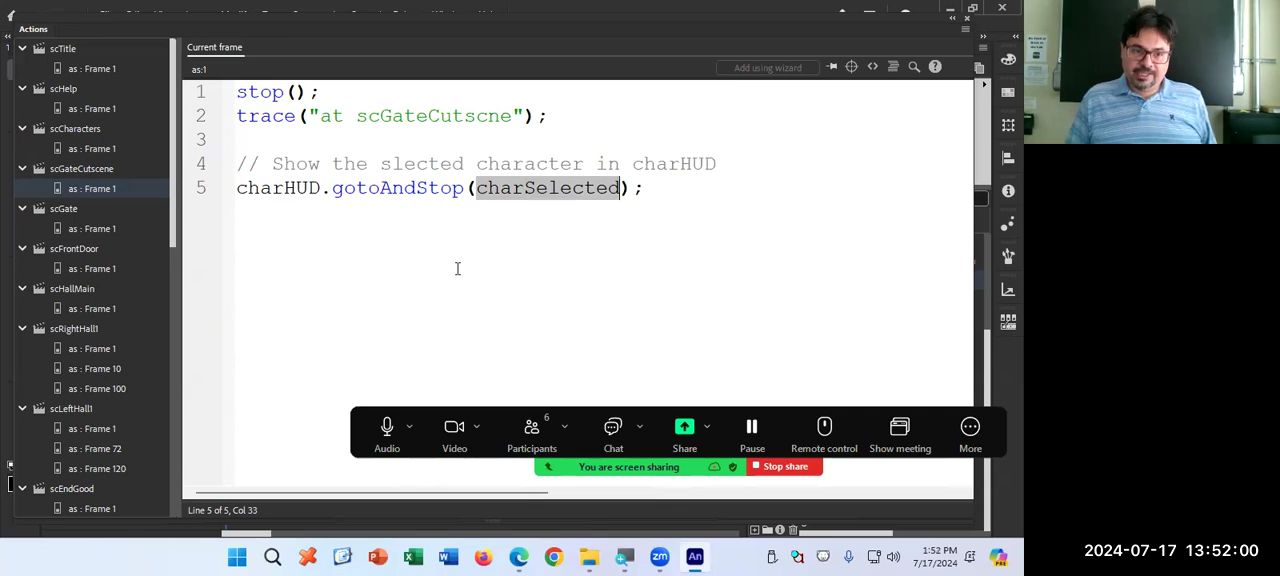 Actions
scTitle
as : Frame 1
scHelp
as : Frame 1
scCharacters
as : Frame 1
scGateCutscene
as : Frame 1
scGate
as : Frame 1
scFrontDoor
as : Frame 1
scHallMain
as : Frame 1
scRightHall1
as : Frame 1
as : Frame 10
as : Frame 100
scLeftHall1
as : Frame 1
as : Frame 72
as : Frame 120
scEndGood
as : Frame 1
Current frame
as:1
Add using wizard
1 stop();
2 trace("at scGateCutscne");
3
4 // Show the slected character in charHUD
5 charHUD.gotoAndStop(charSelected);
Line 5 of 5, Col 33
6
Audio
Video
Participants
Chat
Share
Pause
Remote control
Show meeting
More
You are screen sharing
Stop share
zm
An
1:52 PM
7/17/2024
2024-07-17 13:52:00